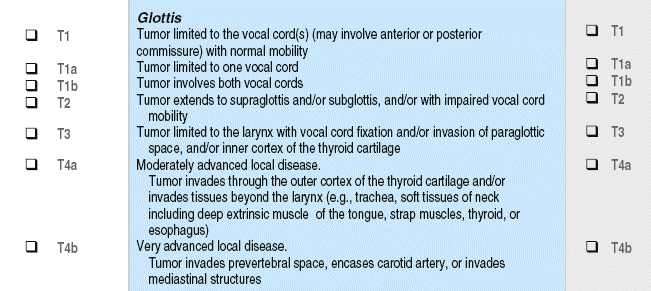 Glottis
❑ T1 Tumor limited to the vocal cord(s) (may involve anterior or posterior ❑ T1
commissure) with normal mobility
❑ T1a Tumor limited to one vocal cord ❑ T1a
❑ T1b Tumor involves both vocal cords ❑ T1b
❑ T2 Tumor extends to supraglottis and/or subglottis, and/or with impaired vocal cord ❑ T2
mobility
❑ T3 Tumor limited to the larynx with vocal cord fixation and/or invasion of paraglottic ❑ T3
space, and/or inner cortex of the thyroid cartilage
❑ T4a Moderately advanced local disease. ❑ T4a
Tumor invades through the outer cortex of the thyroid cartilage and/or
invades tissues beyond the larynx (e.g., trachea, soft tissues of neck
including deep extrinsic muscle of the tongue, strap muscles, thyroid, or
esophagus)
❑ T4b Very advanced local disease. ❑ T4b
Tumor invades prevertebral space, encases carotid artery, or invades
mediastinal structures